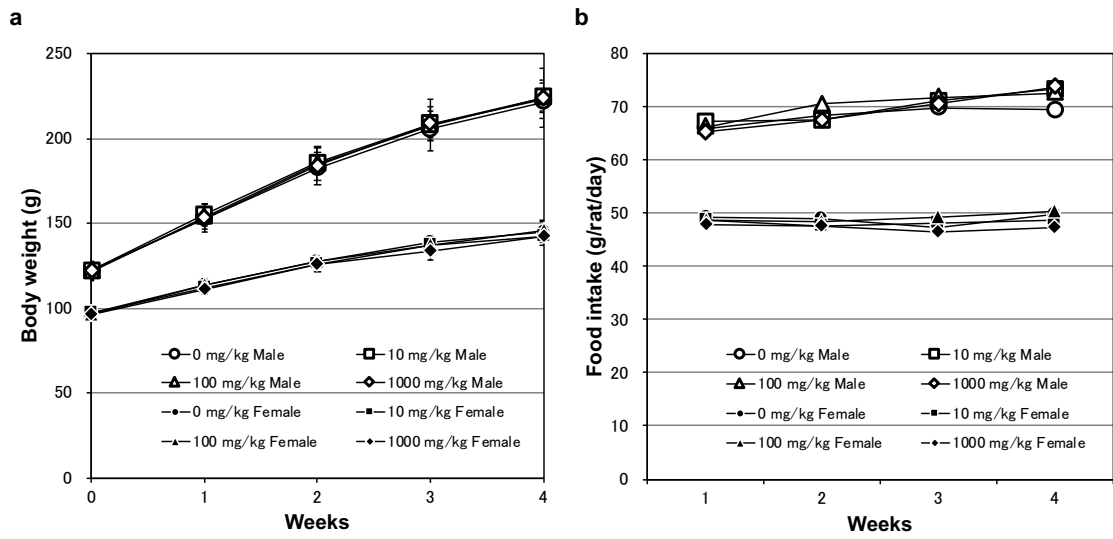 a
250
200
150
100
50
0
Body weight (g)
0 mg/kg Male
10 mg/kg Male
100 mg/kg Male
1000 mg/kg Male
0 mg/kg Female
10 mg/kg Female
100 mg/kg Female
1000 mg/kg Female
0 1 2 3 4
Weeks
b
80
70
60
50
40
30
20
10
0
Food intake (g/rat/day)
0 mg/kg Male
10 mg/kg Male
100 mg/kg Male
1000 mg/kg Male
0 mg/kg Female
10 mg/kg Female
100 mg/kg Female
1000 mg/kg Female
1 2 3 4
Weeks